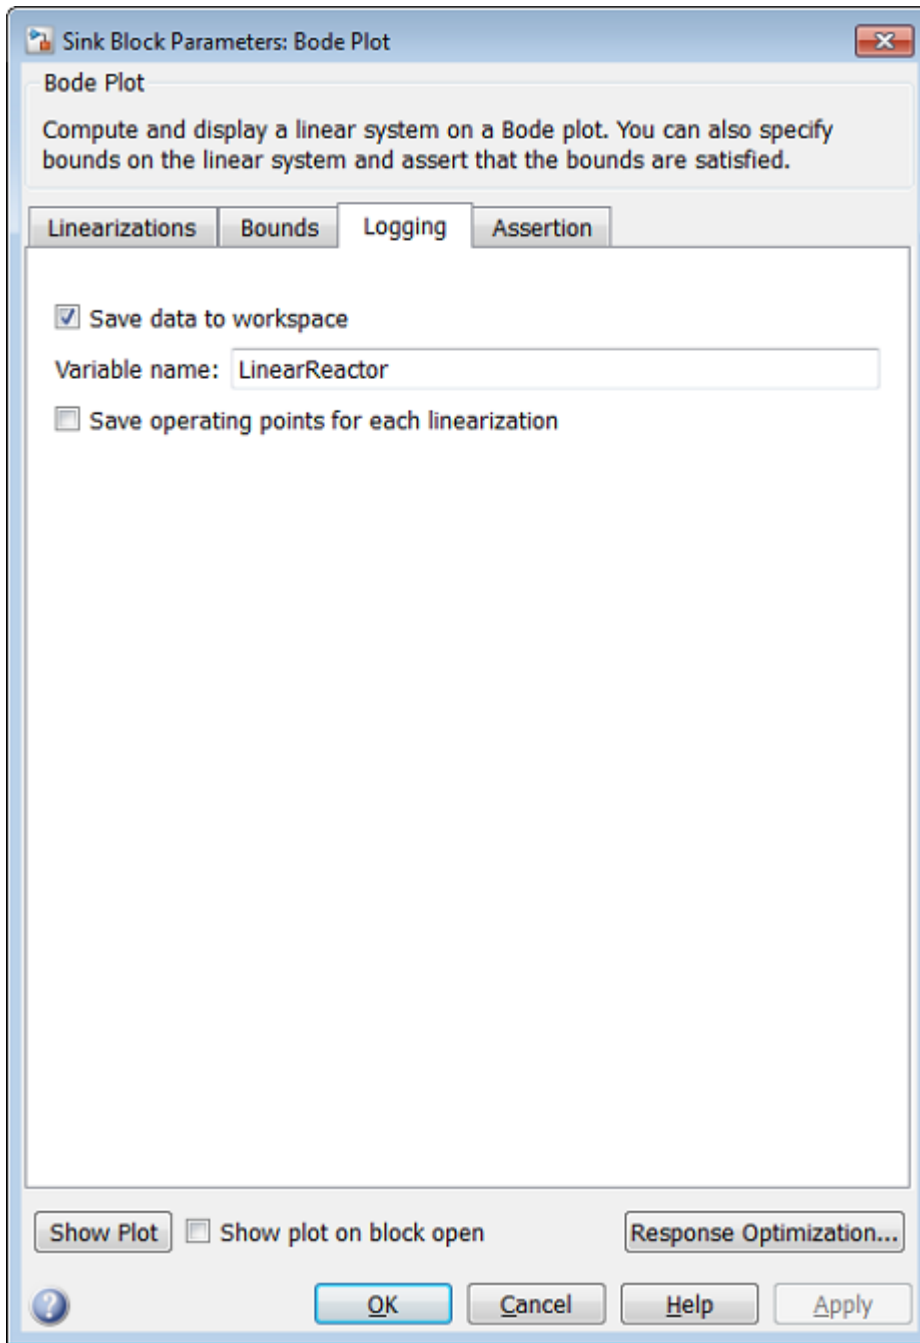 Sink Block Parameters: Bode Plot
Bode Plot
Compute and display a linear system on a Bode plot. You can also specify
bounds on the linear system and assert that the bounds are satisfied.
Linearizations Bounds Logging Assertion
Save data to workspace
Variable name: LinearReactor
Save operating points for each linearization
Show Plot Show plot on block open Response Optimization...
? OK Cancel Help Apply